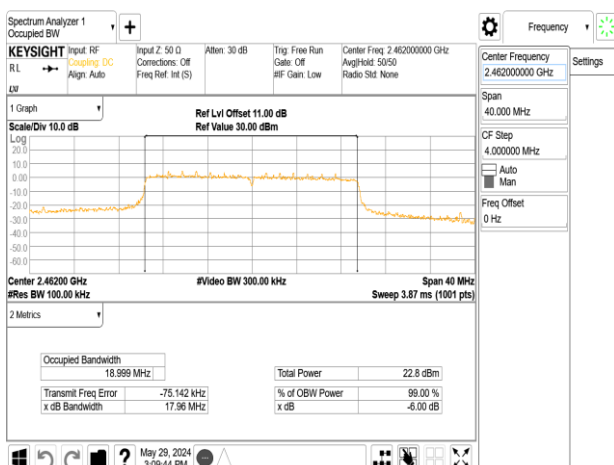 Spectrum Analyzer 1
Occupied BW
+
Frequency
KEYSIGHT
RL
Input: RF
Coupling: DC
Align: Auto
Input Z: 50 Ω
Corrections: Off
Freq Ref: Int (S)
Atten: 30 dB
Trig: Free Run
Gate: Off
#IF Gain: Low
Center Freq: 2.462000000 GHz
Avg|Hold: 50/50
Radio Std: None
Center Frequency
2.462000000 GHz
Settings
Span
40.000 MHz
CF Step
4.000000 MHz
Auto
Man
Freq Offset
0 Hz
1 Graph
Scale/Div 10.0 dB
Ref Lvl Offset 11.00 dB
Ref Value 30.00 dBm
Log
20.0
10.0
0.00
-10.0
-20.0
-30.0
-40.0
-50.0
-60.0
Center 2.46200 GHz
#Res BW 100.00 kHz
#Video BW 300.00 kHz
Span 40 MHz
Sweep 3.87 ms (1001 pts)
2 Metrics
Occupied Bandwidth
18.999 MHz
Total Power 22.8 dBm
Transmit Freq Error -75.142 kHz
% of OBW Power 99.00 %
x dB Bandwidth 17.96 MHz
x dB -6.00 dB
?
May 29, 2024
3:09:44 PM